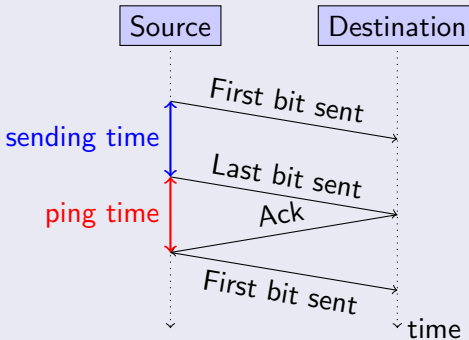 Source
Destination
First bit sent
sending time
Last bit sent
ping time
Ack
First bit sent
time